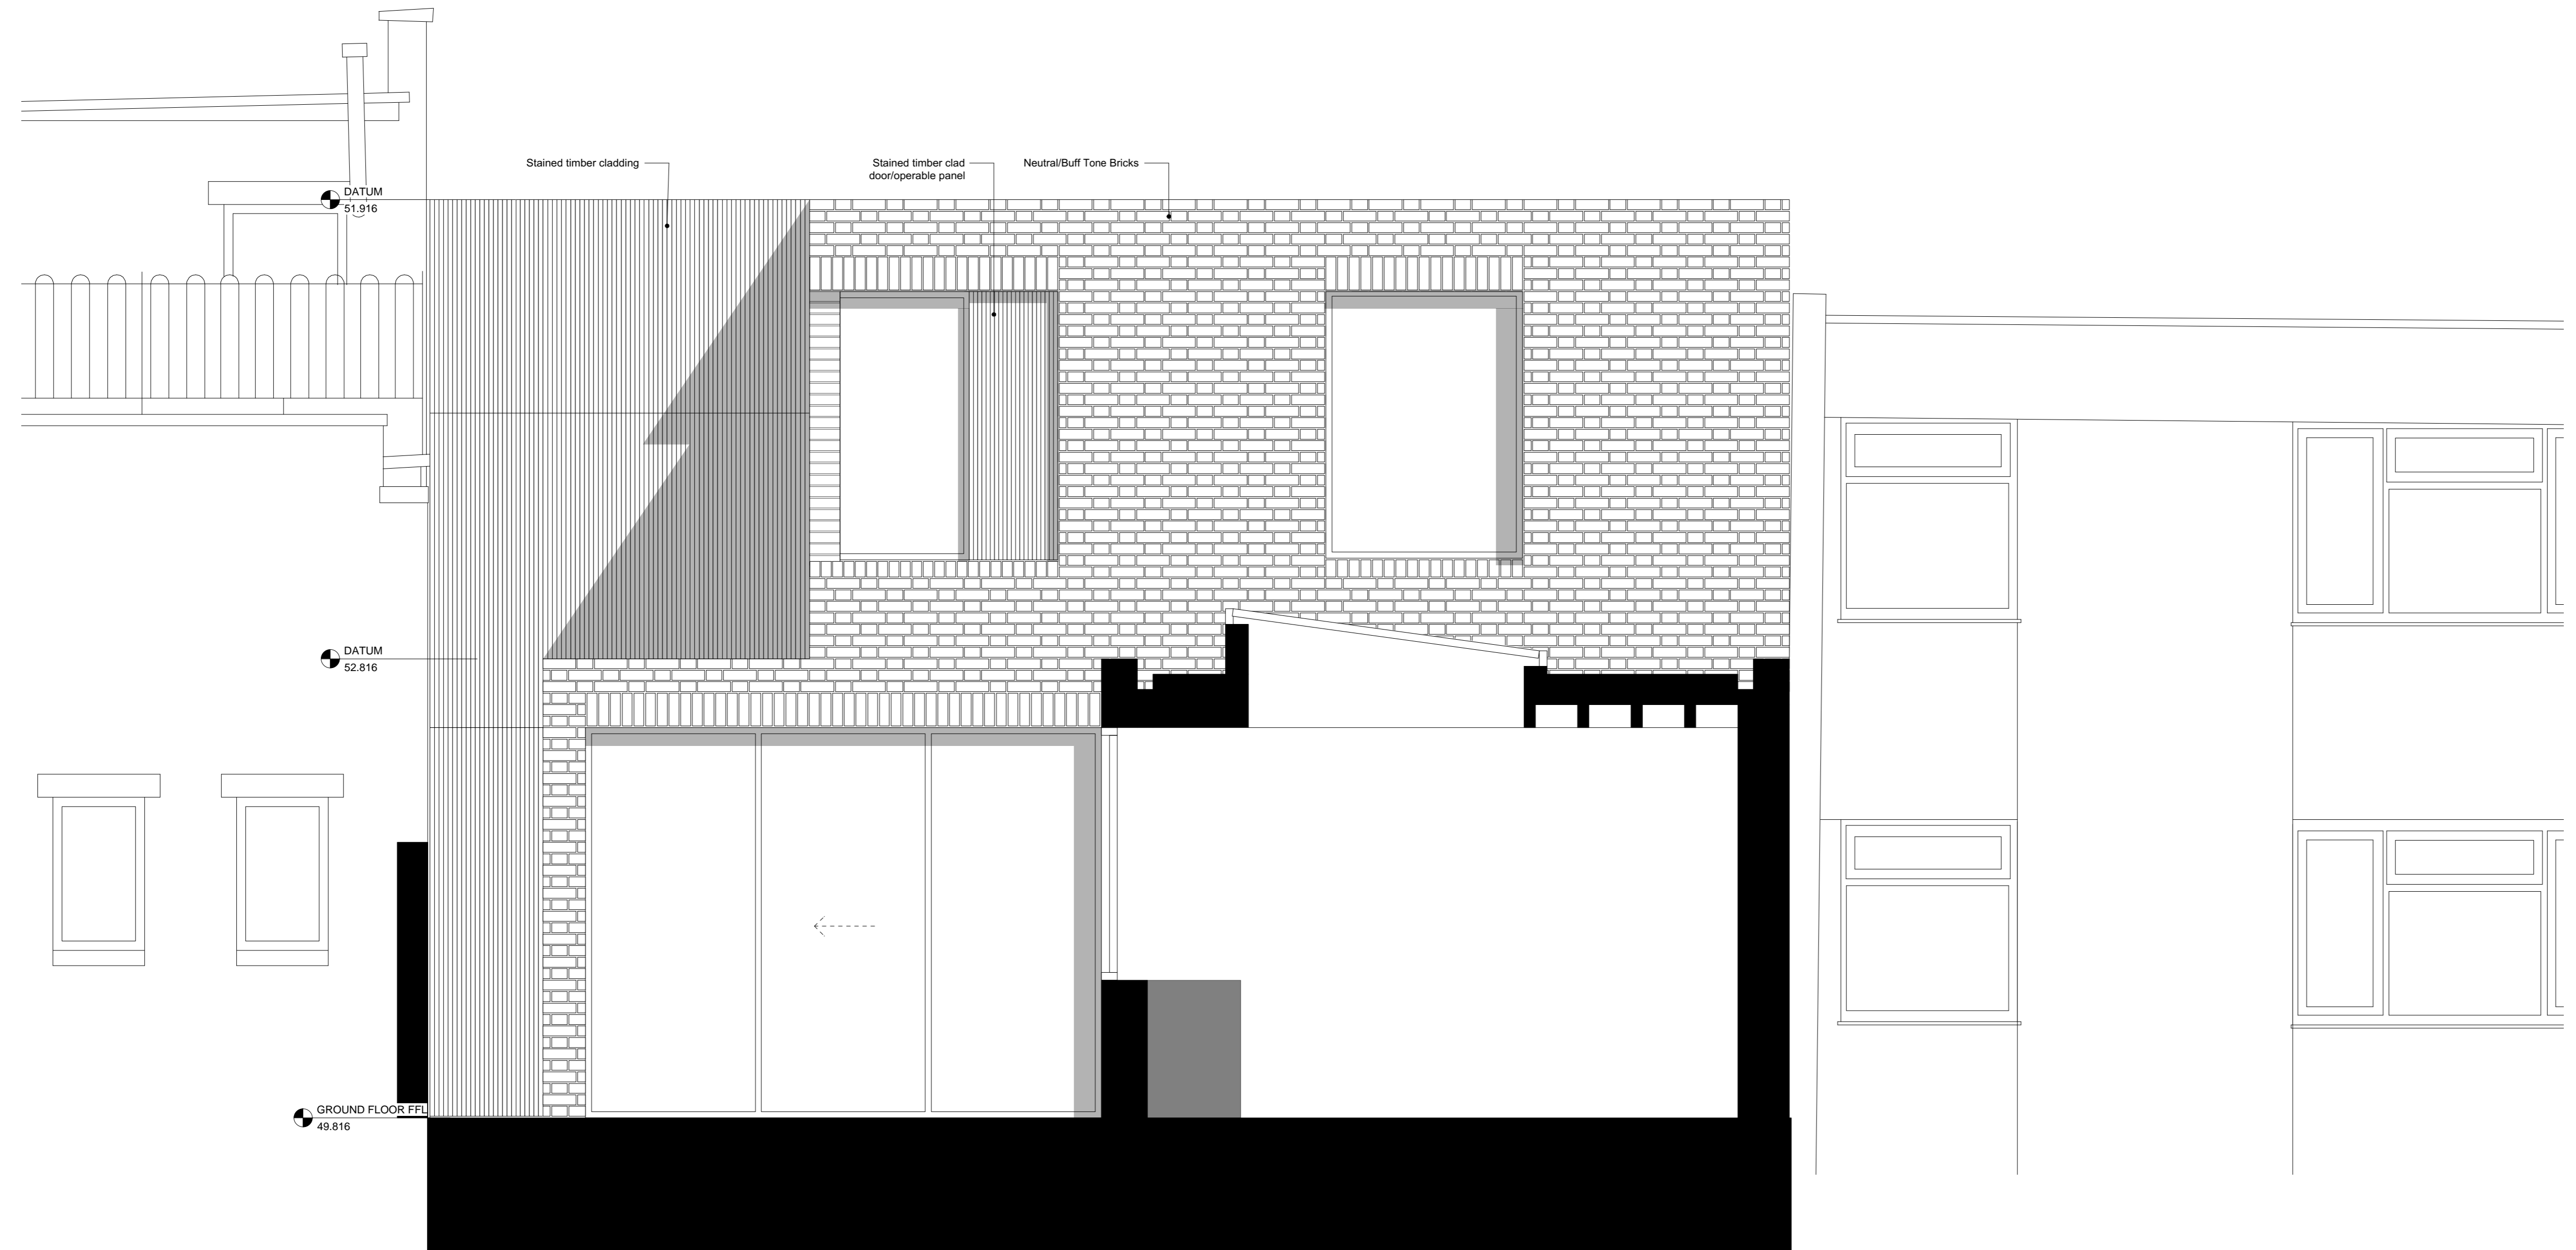 Stained timber cladding
Stained timber clad
door/operable panel
Neutral/Buff Tone Bricks
DATUM
51.916
DATUM
52.816
GROUND FLOOR FFL
49.816